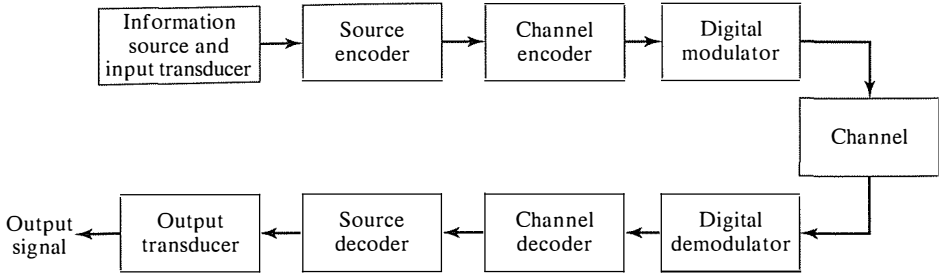 Information
source and
input transducer
Source
encoder
Channel
encoder
Digital
modulator
Channel
Output
signal
Output
transducer
Source
decoder
Channel
decoder
Digital
demodulator